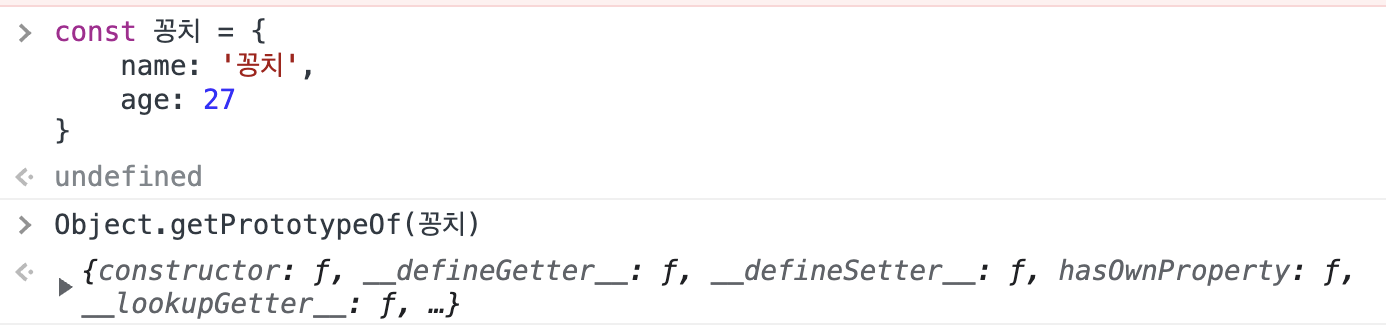 const 꽁치 = {
    name: '꽁치',
    age: 27
}
undefined
Object.getPrototypeOf(꽁치)
{constructor: ƒ, __defineGetter__: ƒ, __defineSetter__: ƒ, hasOwnProperty: ƒ,
__lookupGetter__: ƒ, …}